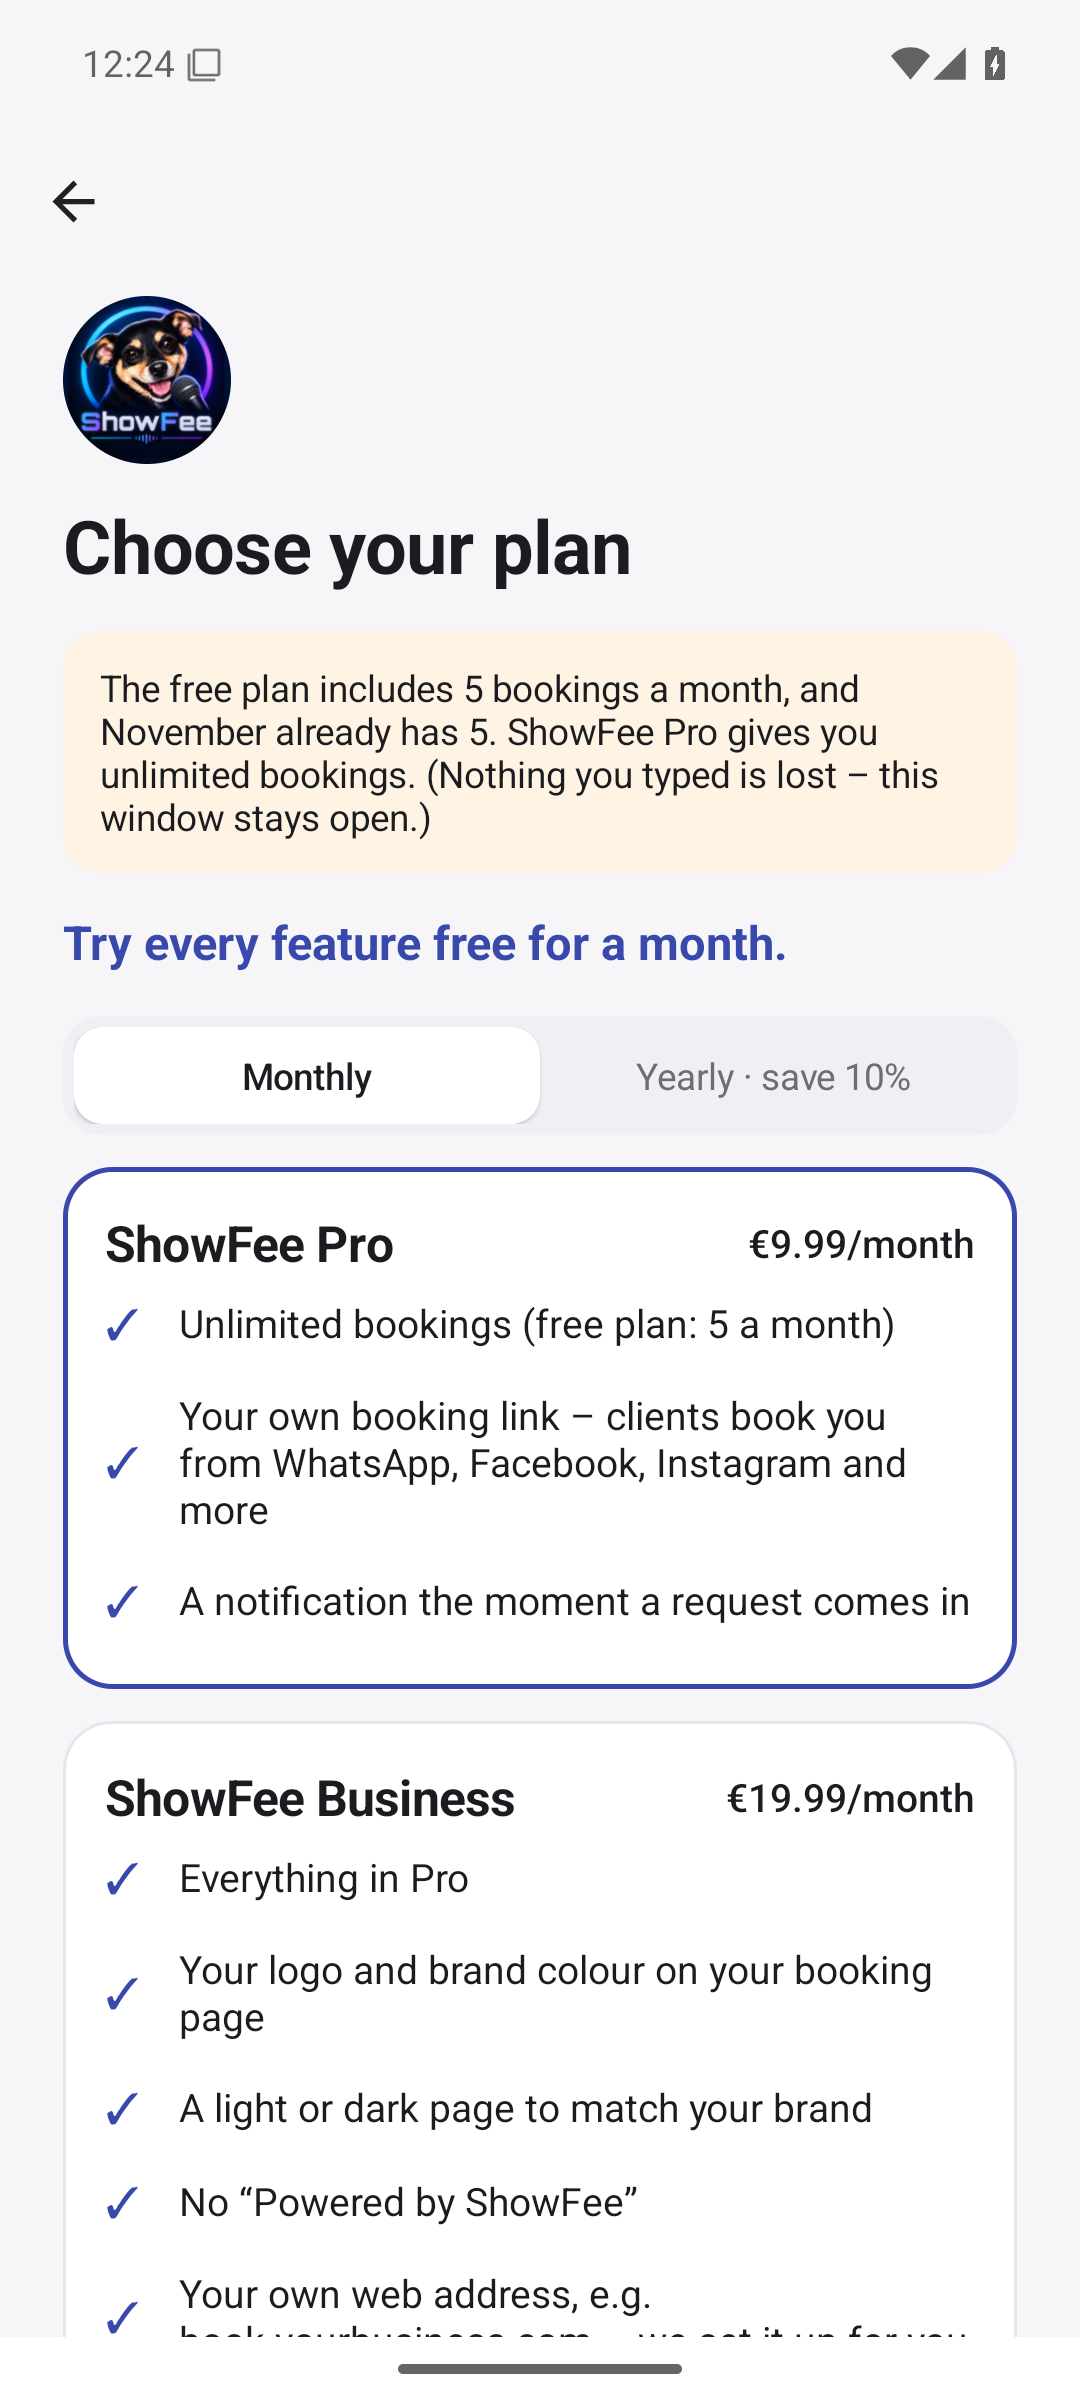 12:24
ShowFee
Choose your plan
The free plan includes 5 bookings a month, and
November already has 5. ShowFee Pro gives you
unlimited bookings. (Nothing you typed is lost – this
window stays open.)
Try every feature free for a month.
Monthly
Yearly · save 10%
ShowFee Pro
€9.99/month
✓ Unlimited bookings (free plan: 5 a month)
✓ Your own booking link – clients book you
from WhatsApp, Facebook, Instagram and
more
✓ A notification the moment a request comes in
ShowFee Business
€19.99/month
✓ Everything in Pro
✓ Your logo and brand colour on your booking
page
✓ A light or dark page to match your brand
✓ No “Powered by ShowFee”
✓ Your own web address, e.g.